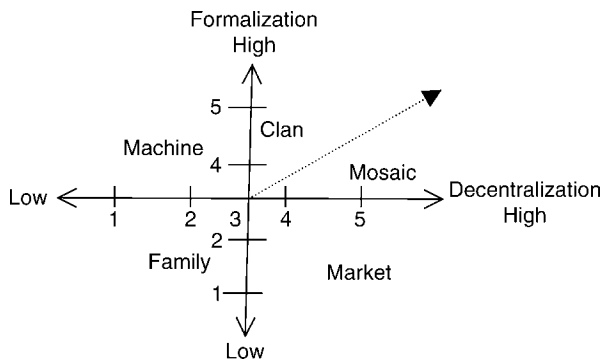 Formalization
High
5
Clan
Machine
4
Mosaic
Low
Decentralization
High
1
2
3
4
5
2
Family
Market
1
Low